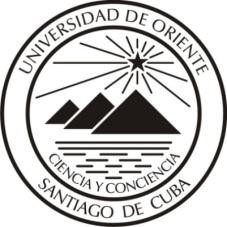 UNIVERSIDAD DE ORIENTE
CIENCIA Y CONCIENCIA
SANTIAGO DE CUBA